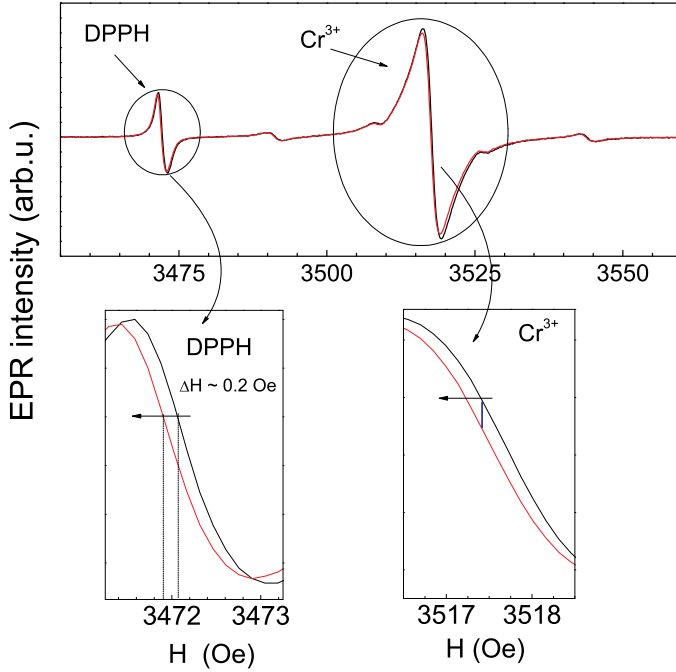 DPPH
Cr3+
EPR intensity (arb.u.)
3475 3500 3525 3550
DPPH
ΔH ~ 0.2 Oe
Cr3+
3472 3473
3517 3518
H (Oe)
H (Oe)